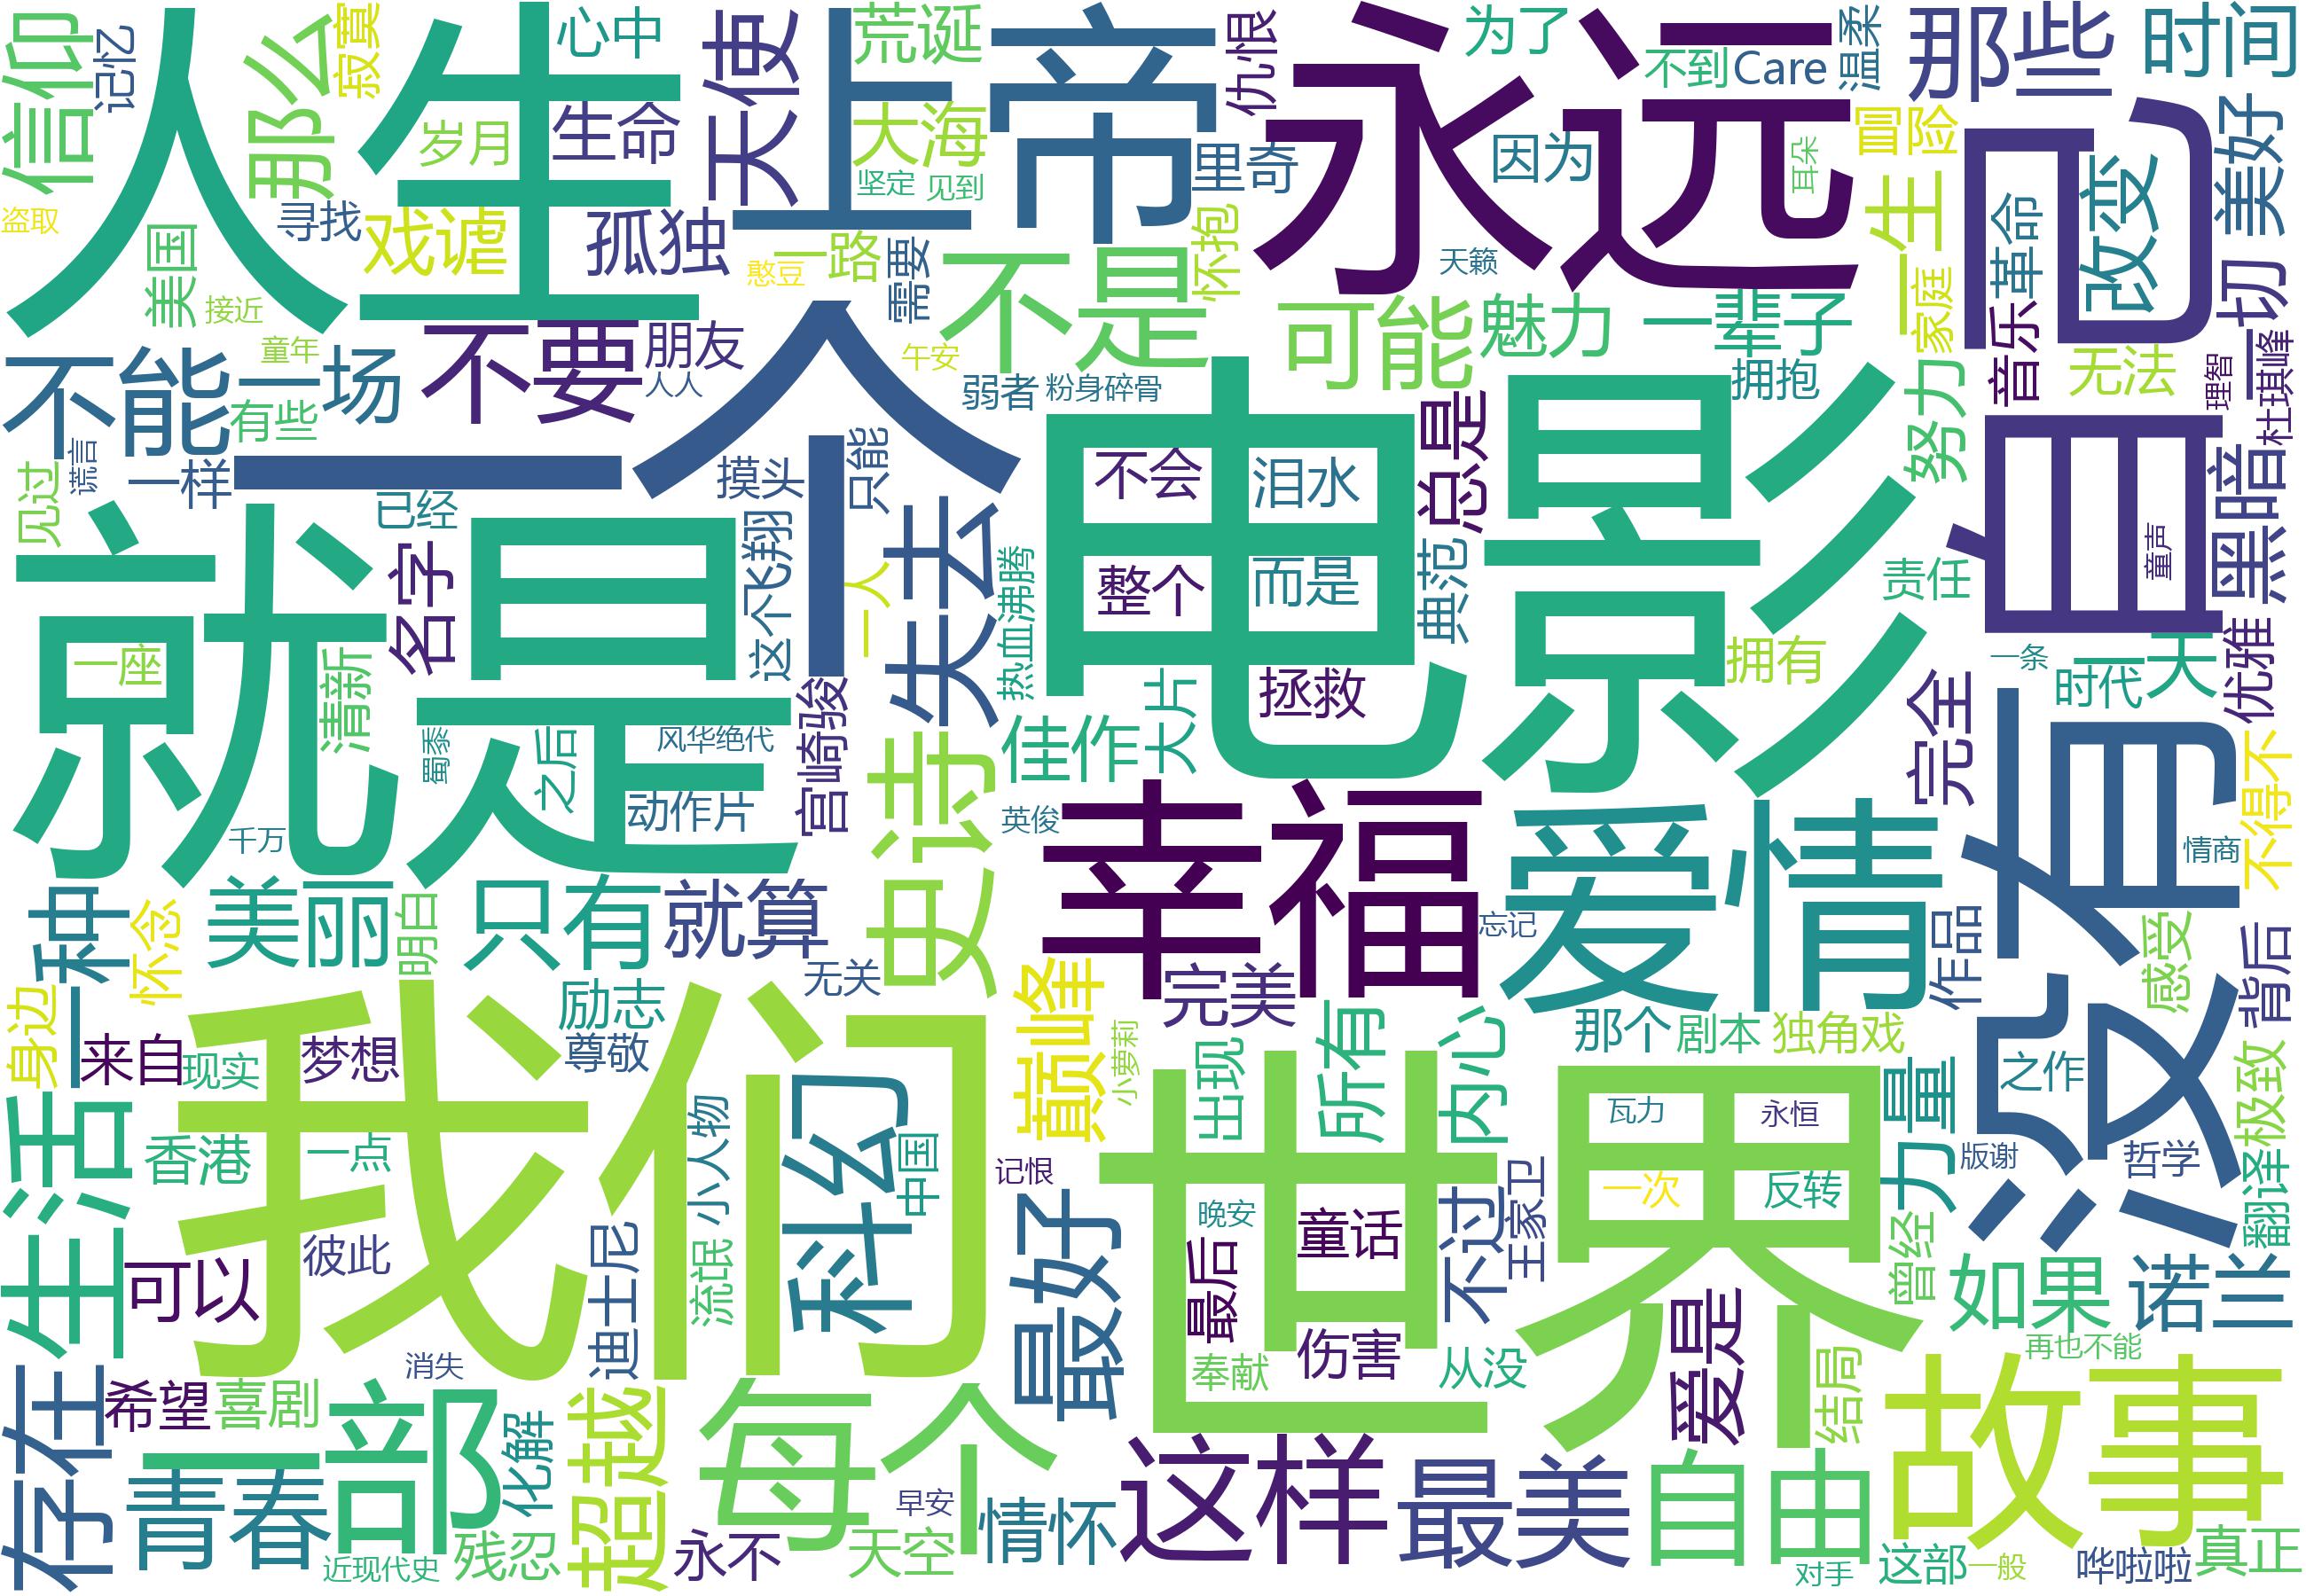 人生
上帝
永远
自己
信仰
记忆
那么
寂寞
心中
天使
荒诞
仇恨
为了
不到
Care
温柔
那些
时间
岁月
生命
大海
里奇
因为
耳朵
冒险
改变
美好
盗取
寻找
戏谑
孤独
坚定
见到
怀抱
天籁
一生
革命
一切
美国
接近
憨豆
一路
需要
不是
可能
魅力
一辈子
家庭
音乐
无法
童年
不能
一场
有些
不要
朋友
人人
午安
弱者
粉身碎骨
拥抱
努力
理智
杜琪峰
谎言
见过
一样
一个
已经
摸头
只能
电影
不会
泪水
总是
黑暗
就是
名字
这个
飞翔
一人
失去
热血沸腾
整个
而是
典范
责任
童声
一座
清新
宫崎骏
拯救
拥有
一条
时代
一天
优雅
蜀黍
之后
风华绝代
动作片
史诗
佳作
大片
完全
没有
不得不
千万
英俊
幸福
爱情
情商
一种
怀念
美丽
明白
只有
就算
无关
忘记
作品
感受
背后
身边
来自
现实
梦想
励志
尊敬
巅峰
完美
小萝莉
出现
所有
内心
那个
剧本
独角戏
力量
之作
极致
生活
我们
科幻
世界
瓦力
永恒
香港
一点
小人物
中国
记恨
晚安
童话
不过
王家卫
一次
反转
版谢
哲学
翻译
可以
彼此
迪士尼
流氓
最好
最后
伤害
爱是
曾经
如果
诺兰
存在
希望
喜剧
消失
奉献
从没
结局
再也不能
故事
青春
一部
化解
超越
每个
早安
情怀
这样
最美
自由
近现代史
残忍
永不
天空
对手
这部
一般
哗啦啦
真正